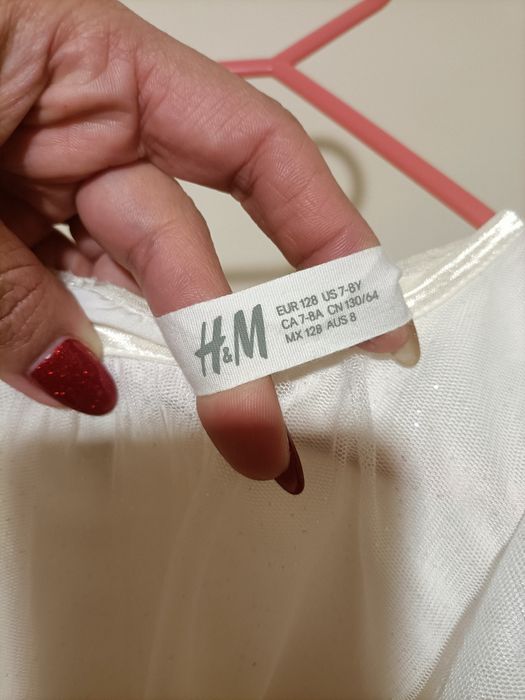 H&M
EUR 128 US 7-8Y
CA 7-8A CN 130/64
MX 128 AUS 8